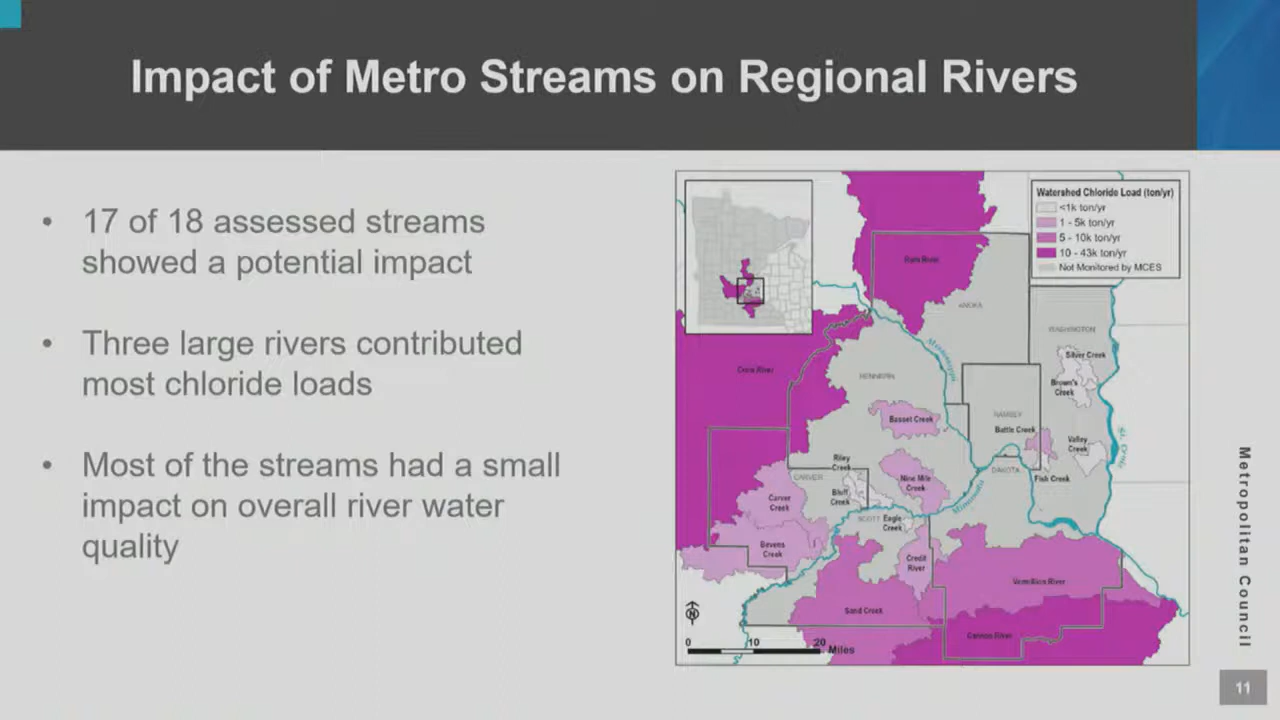 Impact of Metro Streams on Regional Rivers
• 17 of 18 assessed streams
showed a potential impact
Three large rivers contributed
most chloride loads
• Most of the streams had a small
impact on overall river water
quality
Watershed Chloride Load (ton/yr)
<1k ton/yr
1 - 5k ton/yr
5 - 10k ton/yr
10 - 43k ton/yr
Not Monitored by MCES
Rum River
ANOKA
WASHINGTON
Mississippi
Silver Creek
Crow River
HENNEPIN
Brown's
Creek
Basset Creek
RAMSEY
Battle Creek
Valley
Creek
St. Croix
Riley
Creek
CARVER
Nine Mile
Creek
DAKOTA
Fish Creek
Bluff
Creek
Carver
Creek
Minnesota
SCOTT
Eagle
Creek
Bevens
Creek
Credit
River
Vermillion River
Sand Creek
Cannon River
N
0 10 20
Miles
Metropolitan Council
11